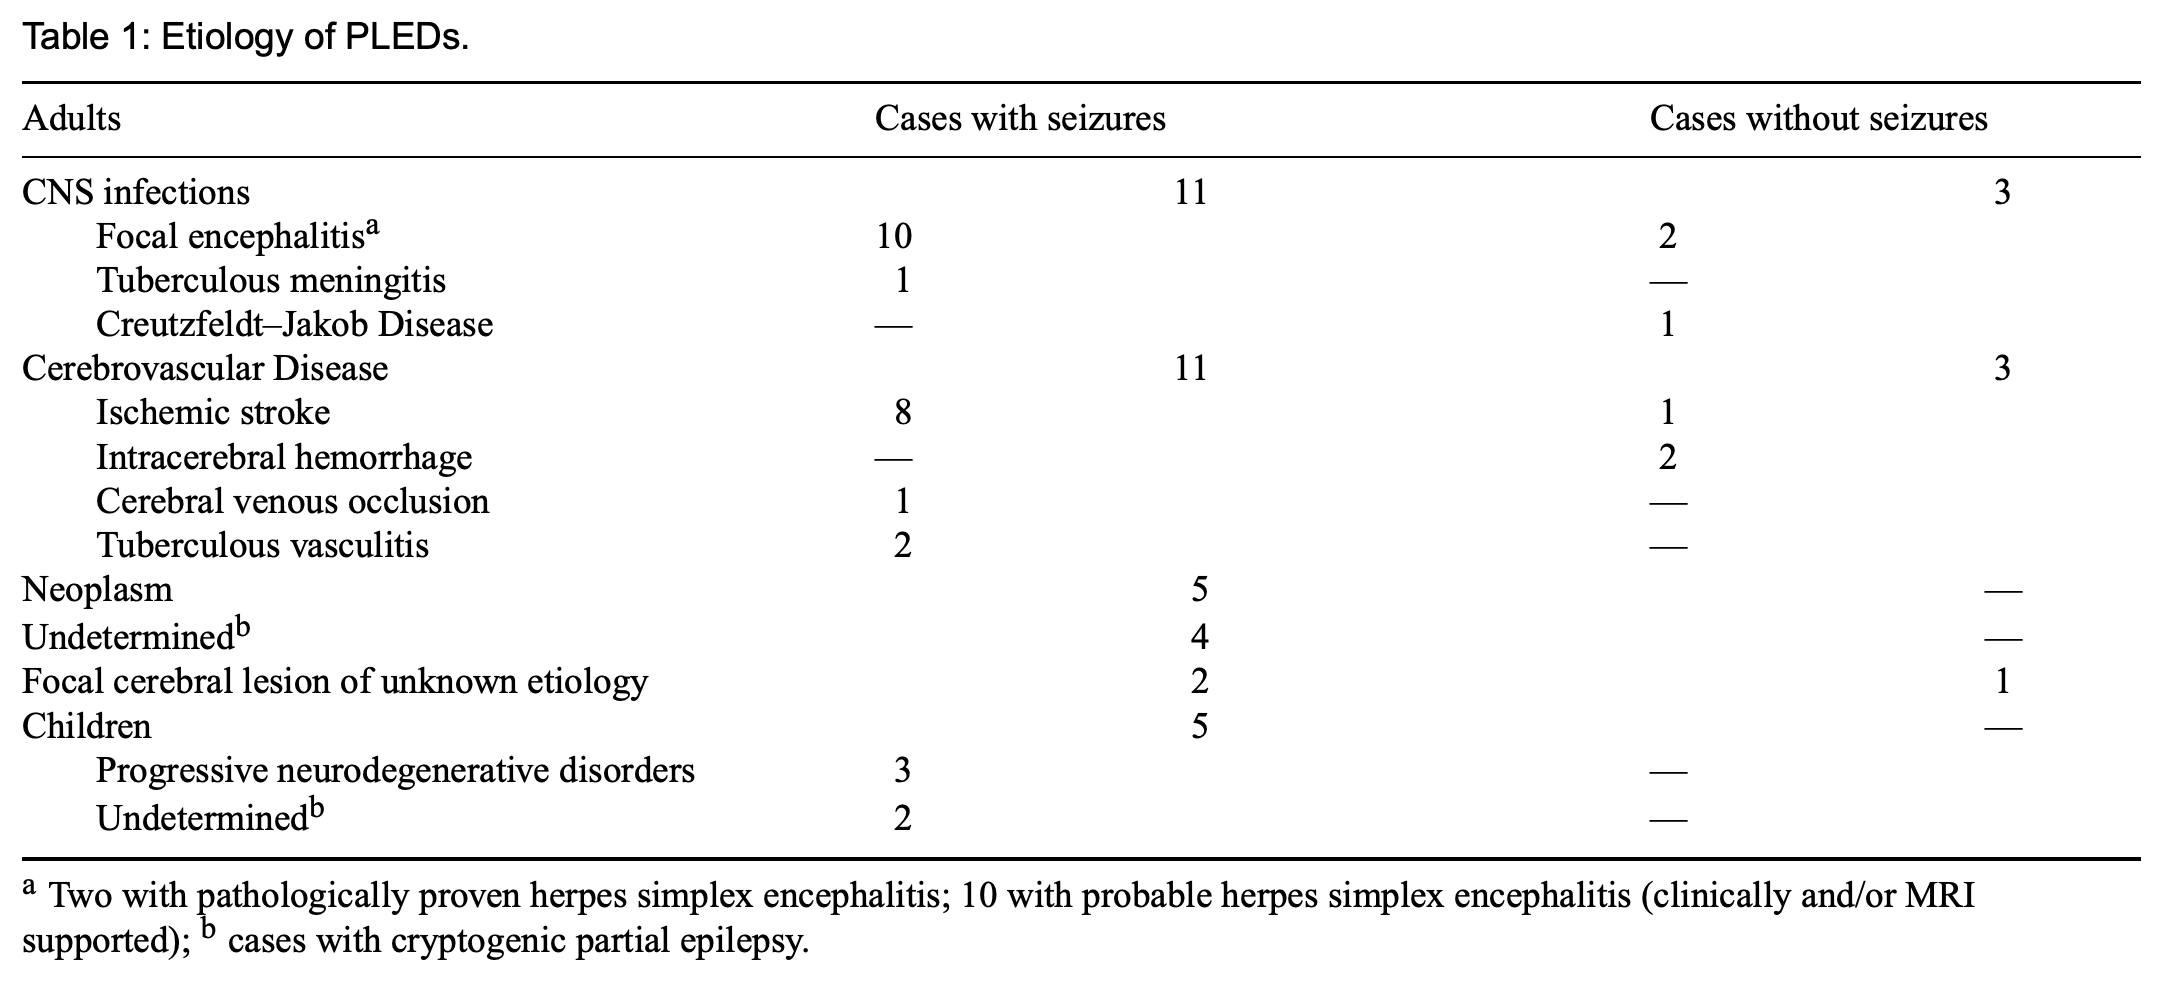 Table 1: Etiology of PLEDs.
Adults Cases with seizures Cases without seizures
CNS infections 11 3
Focal encephalitisa 10 2
Tuberculous meningitis 1 —
Creutzfeldt–Jakob Disease — 1
Cerebrovascular Disease 11 3
Ischemic stroke 8 1
Intracerebral hemorrhage — 2
Cerebral venous occlusion 1 —
Tuberculous vasculitis 2 —
Neoplasm 5 —
Undeterminedb 4 —
Focal cerebral lesion of unknown etiology 2 1
Children 5 —
Progressive neurodegenerative disorders 3 —
Undeterminedb 2 —
a Two with pathologically proven herpes simplex encephalitis; 10 with probable herpes simplex encephalitis (clinically and/or MRI
supported); b cases with cryptogenic partial epilepsy.